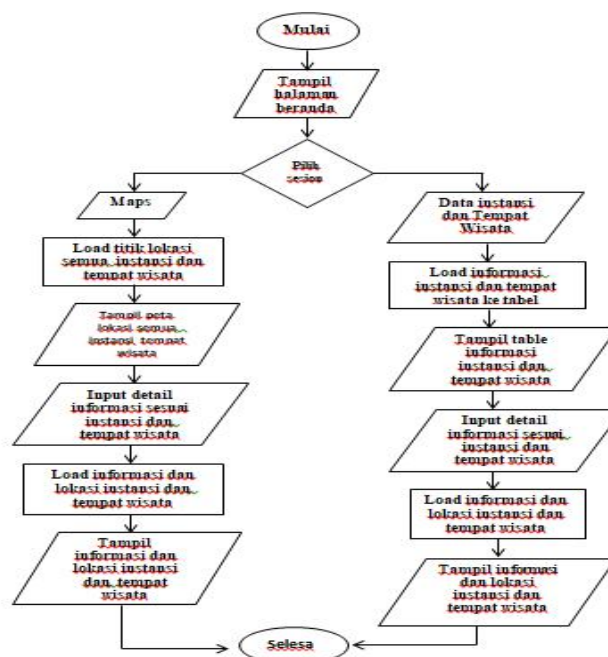 Mulai
Tampil
halaman
beranda
Pilih
sesion
Maps
Load titik lokasi
semua instansi dan
tempat wisata
Tampil peta
lokasi semua
instansi, tempat
wisata
Input detail
informasi sesuai
instansi dan
tempat wisata
Load informasi dan
lokasi instansi dan
tempat wisata
Tampil
informasi dan
lokasi instansi
dan tempat
wisata
Data instansi
dan Tempat
Wisata
Load informasi
instansi dan tempat
wisata ke tabel
Tampil table
informasi
instansi dan
tempat wisata
Input detail
informasi sesuai
instansi dan
tempat wisata
Load informasi dan
lokasi instansi dan
tempat wisata
Tampil informasi
dan lokasi
instansi dan
tempat wisata
Selesa